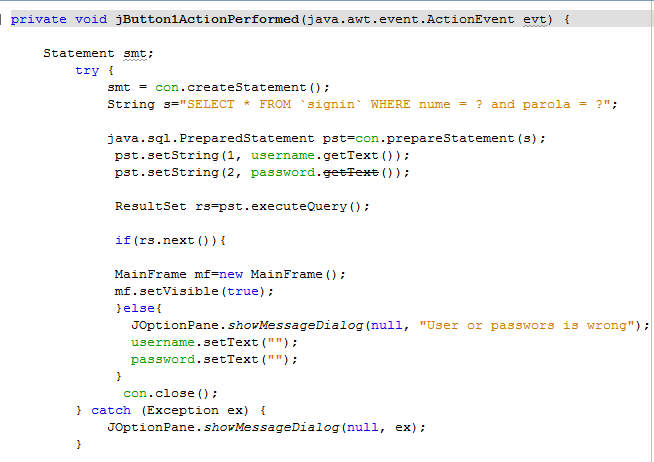 private void jButton1ActionPerformed(java.awt.event.ActionEvent evt) {
Statement smt;
try {
smt = con.createStatement();
String s="SELECT * FROM `signin` WHERE nume = ? and parola = ?";
java.sql.PreparedStatement pst=con.prepareStatement(s);
pst.setString(1, username.getText());
pst.setString(2, password.getText());
ResultSet rs=pst.executeQuery();
if(rs.next()){
MainFrame mf=new MainFrame();
mf.setVisible(true);
}else{
JOptionPane.showMessageDialog(null, "User or passwors is wrong");
username.setText("");
password.setText("");
}
con.close();
} catch (Exception ex) {
JOptionPane.showMessageDialog(null, ex);
}